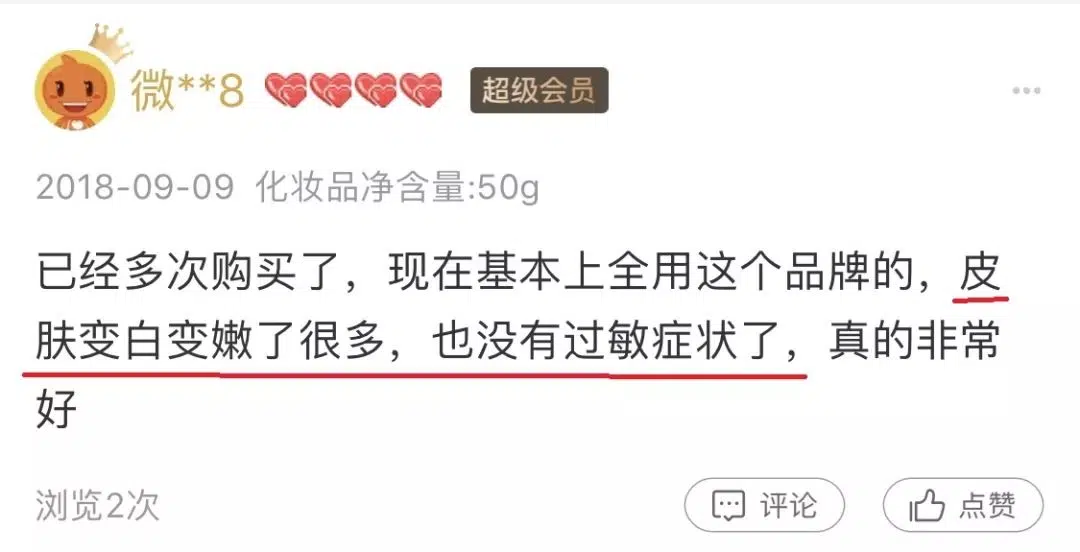 微**8 超级会员
2018-09-09 化妆品净含量:50g
已经多次购买了，现在基本上全用这个品牌的，皮
肤变白变嫩了很多，也没有过敏症状了，真的非常
好
浏览2次 评论 点赞